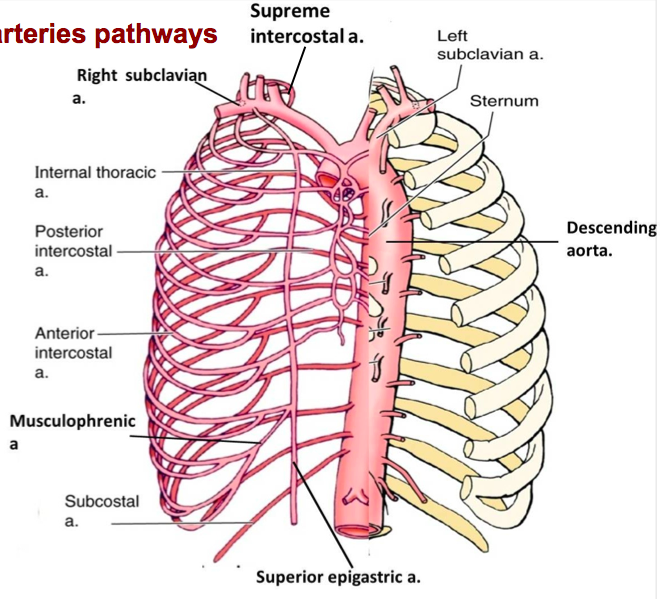 arteries pathways
Supreme
intercostal a.
Left
subclavian a.
Right subclavian
a.
Sternum
Internal thoracic
a.
Posterior
intercostal
a.
Descending
aorta.
Anterior
intercostal
a.
Musculophrenic
a
Subcostal
a.
Superior epigastric a.